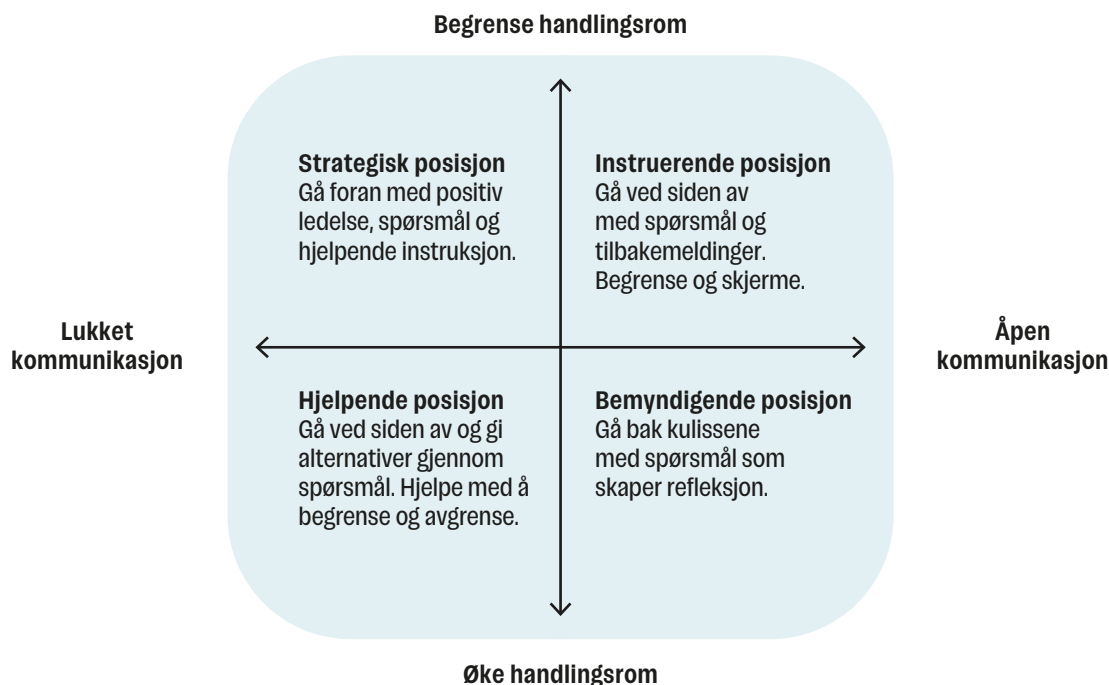 Begrense handlingsrom
Strategisk posisjon
Gå foran med positiv
ledelse, spørsmål og
hjelpende instruksjon.
Instruerende posisjon
Gå ved siden av
med spørsmål og
tilbakemeldinger.
Begrense og skjerme.
Lukket
kommunikasjon
Åpen
kommunikasjon
Hjelpende posisjon
Gå ved siden av og gi
alternativer gjennom
spørsmål. Hjelpe med å
begrense og avgrense.
Bemyndigende posisjon
Gå bak kulissene
med spørsmål som
skaper refleksjon.
Øke handlingsrom